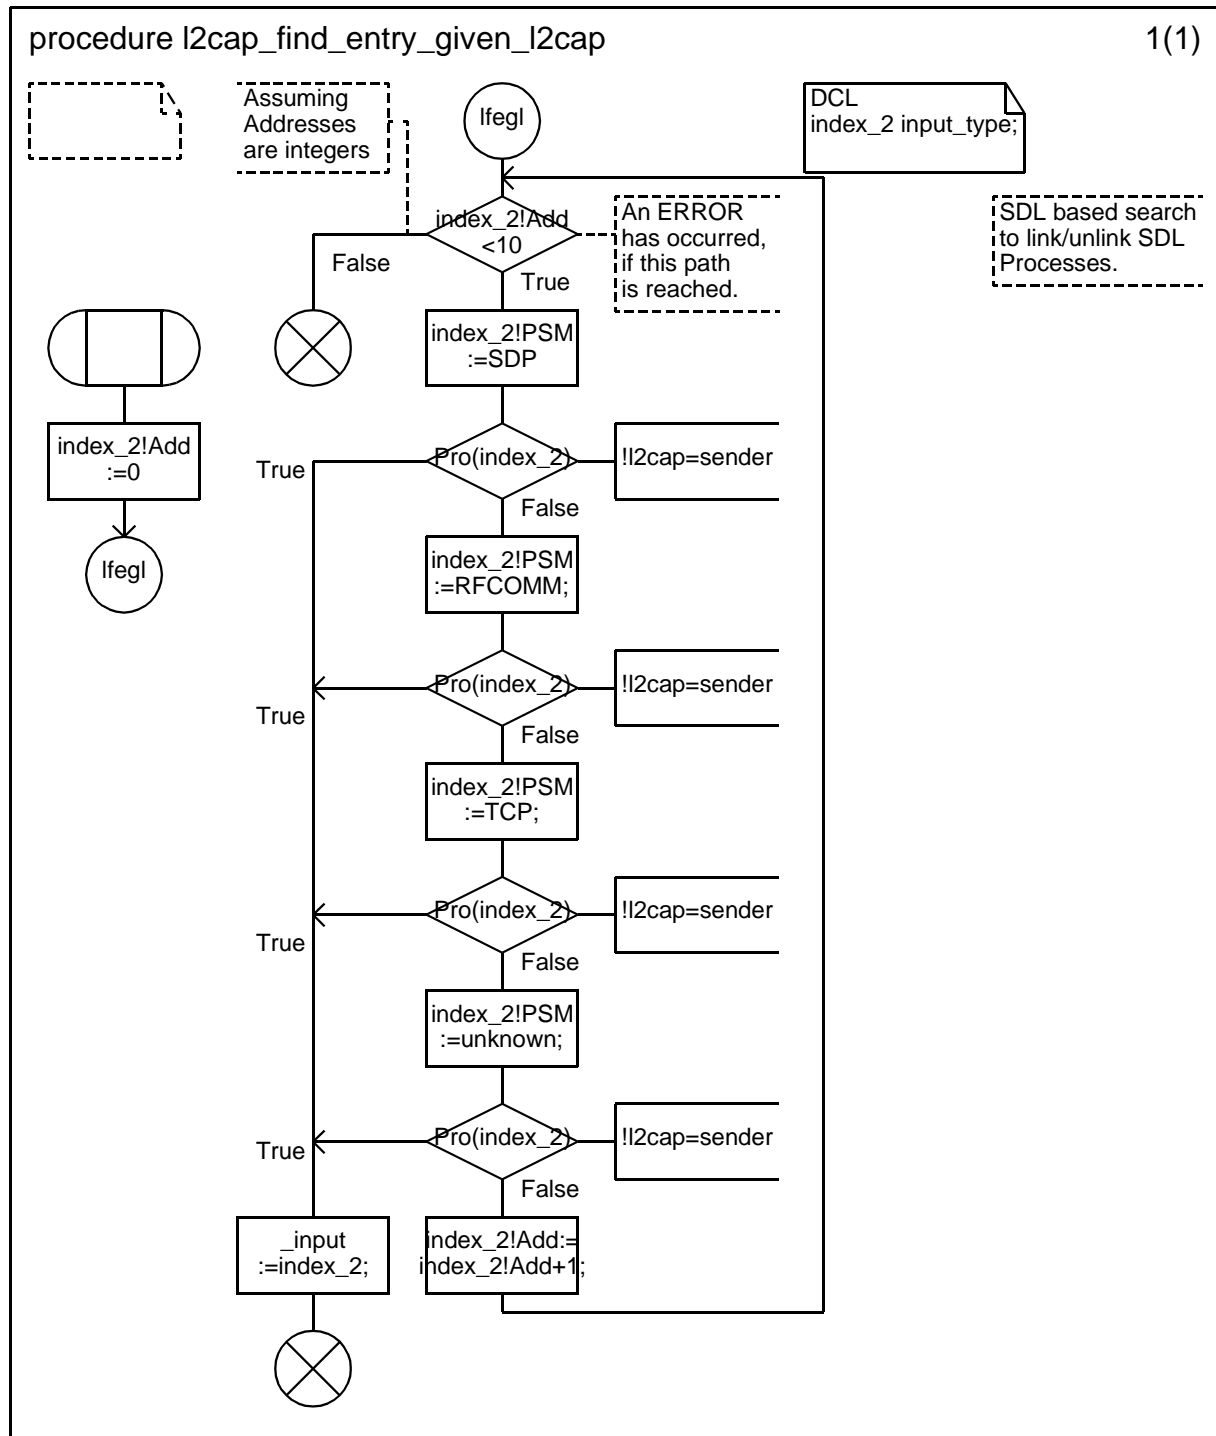 procedure l2cap_find_entry_given_l2cap
1(1)
Assuming
Addresses
are integers
lfegl
DCL
index_2 input_type;
index_2!Add
<10
An ERROR
has occurred,
if this path
is reached.
SDL based search
to link/unlink SDL
Processes.
False
True
index_2!PSM
:=SDP
index_2!Add
:=0
True
Pro(index_2)
!l2cap=sender
False
lfegl
index_2!PSM
:=RFCOMM;
Pro(index_2)
!l2cap=sender
True
False
index_2!PSM
:=TCP;
Pro(index_2)
!l2cap=sender
True
False
index_2!PSM
:=unknown;
Pro(index_2)
!l2cap=sender
True
False
_input
:=index_2;
index_2!Add:=
index_2!Add+1;